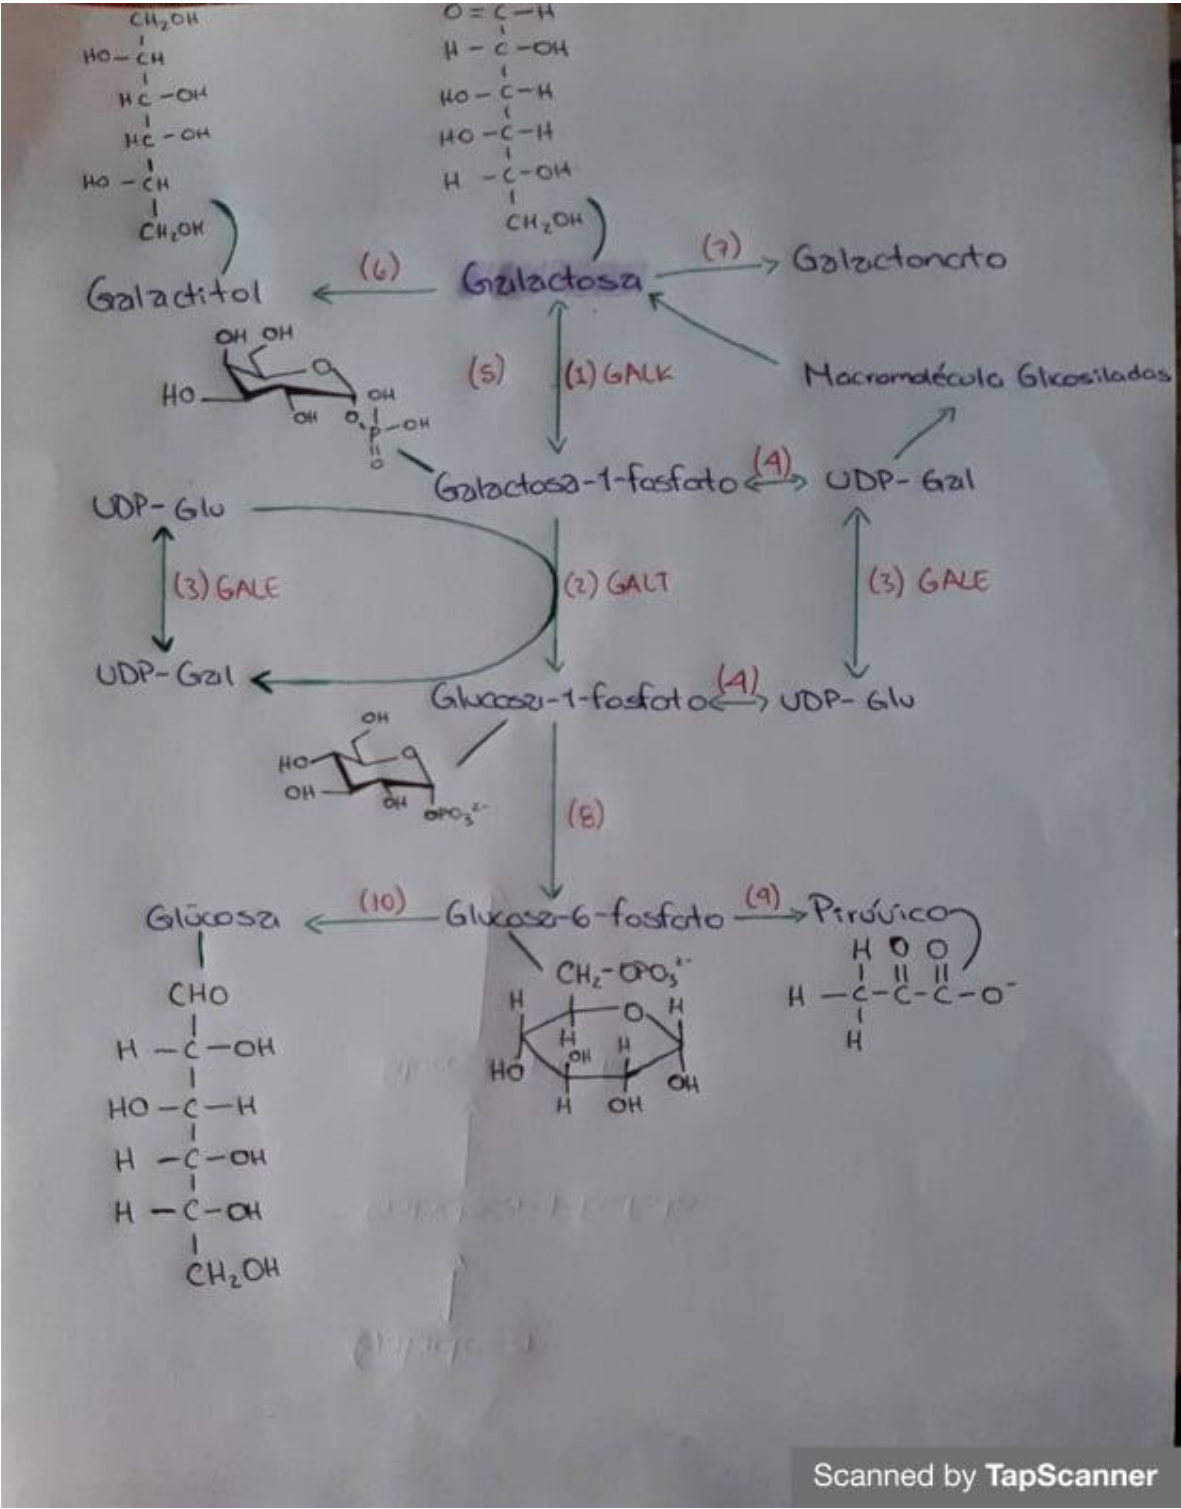 CH₂OH
HO-CH
HC-OH
HC-OH
HO-CH
CH₂OH
Galactitol
O=C-H
H-C-OH
HO-C-H
HO-C-H
H-C-OH
CH₂OH
(6)
Galactosa
(7)
Galactonato
OH OH
O
HO
OH
OH
O
P-OH
O
(5)
(1) GALK
Macromolécula Glicosiladas
Galactosa-1-fosfato
(4)
UDP-Gal
UDP-Glu
(3) GALE
(2) GALT
(3) GALE
UDP-Gal
Glucosa-1-fosfato
(4)
UDP-Glu
OH
HO
O
OH
OH
OPO₃²⁻
(8)
Glucosa
(10)
Glucosa-6-fosfato
(9)
Pirúvico
CHO
H-C-OH
HO-C-H
H-C-OH
H-C-OH
CH₂OH
CH₂-OPO₃²⁻
H
O
H
H
OH
H
HO
OH
H
OH
H O O
H-C-C-C-O⁻
H
Scanned by TapScanner